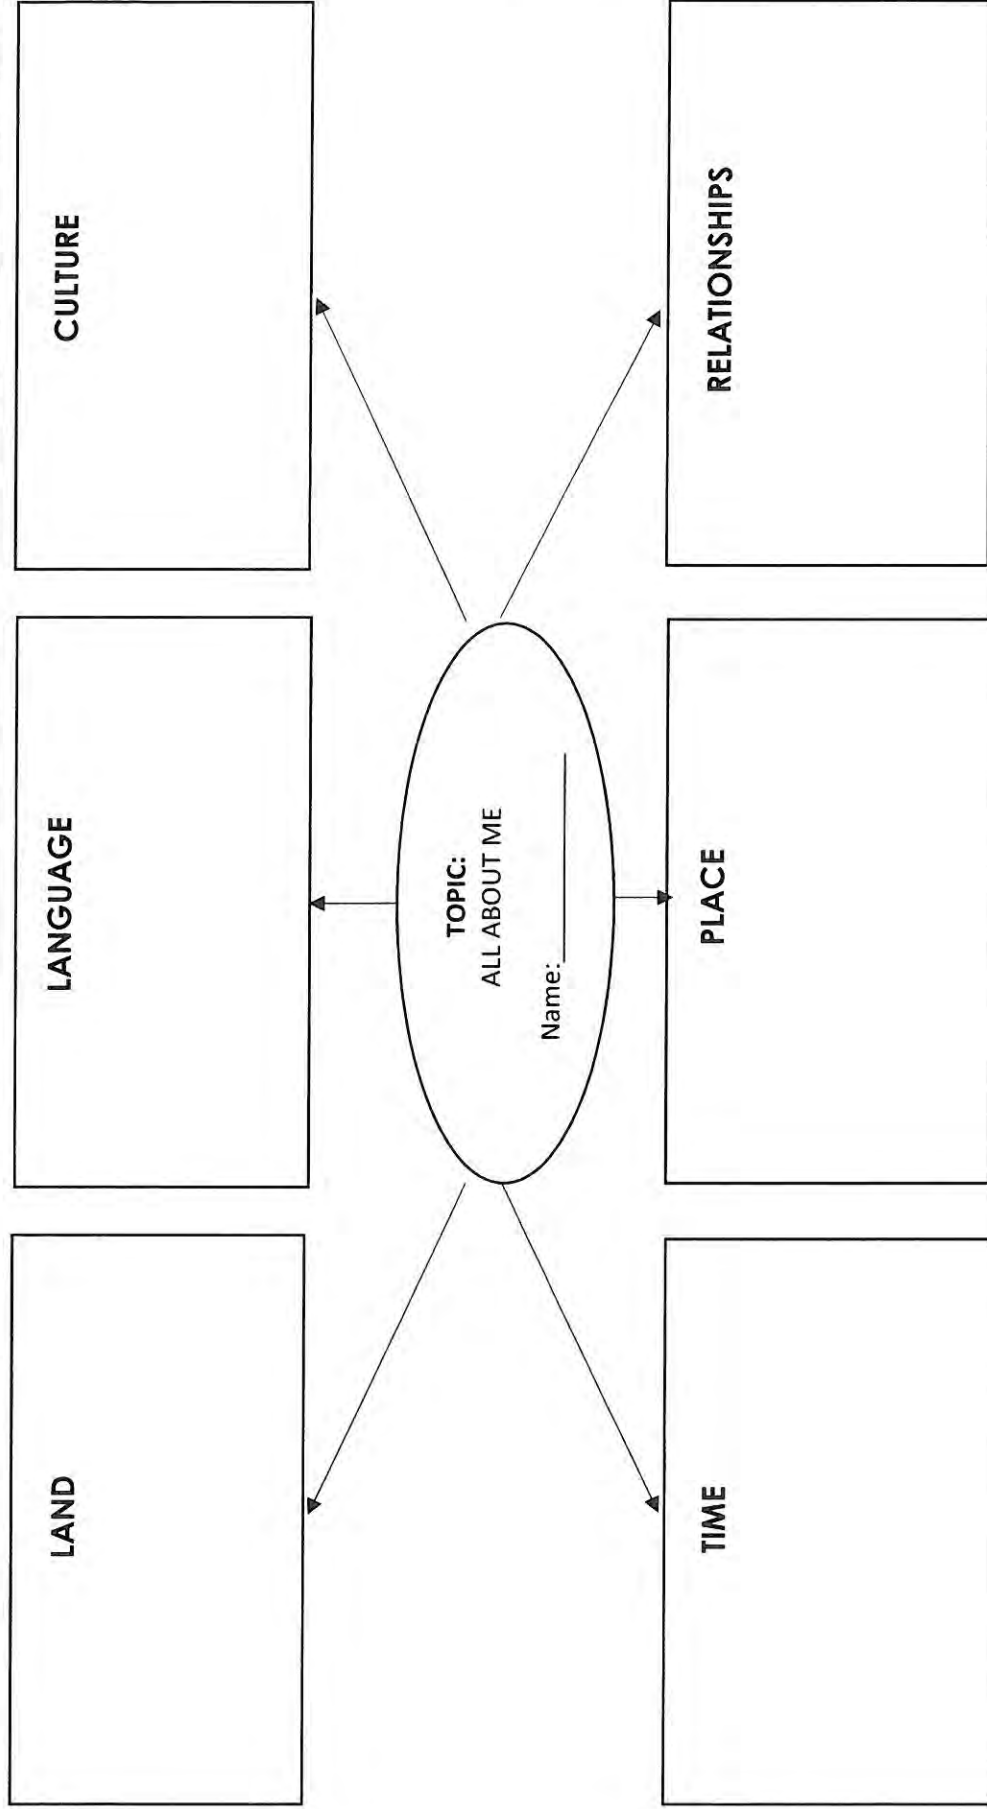 LAND
LANGUAGE
CULTURE
TOPIC:
ALL ABOUT ME
Name:
TIME
PLACE
RELATIONSHIPS